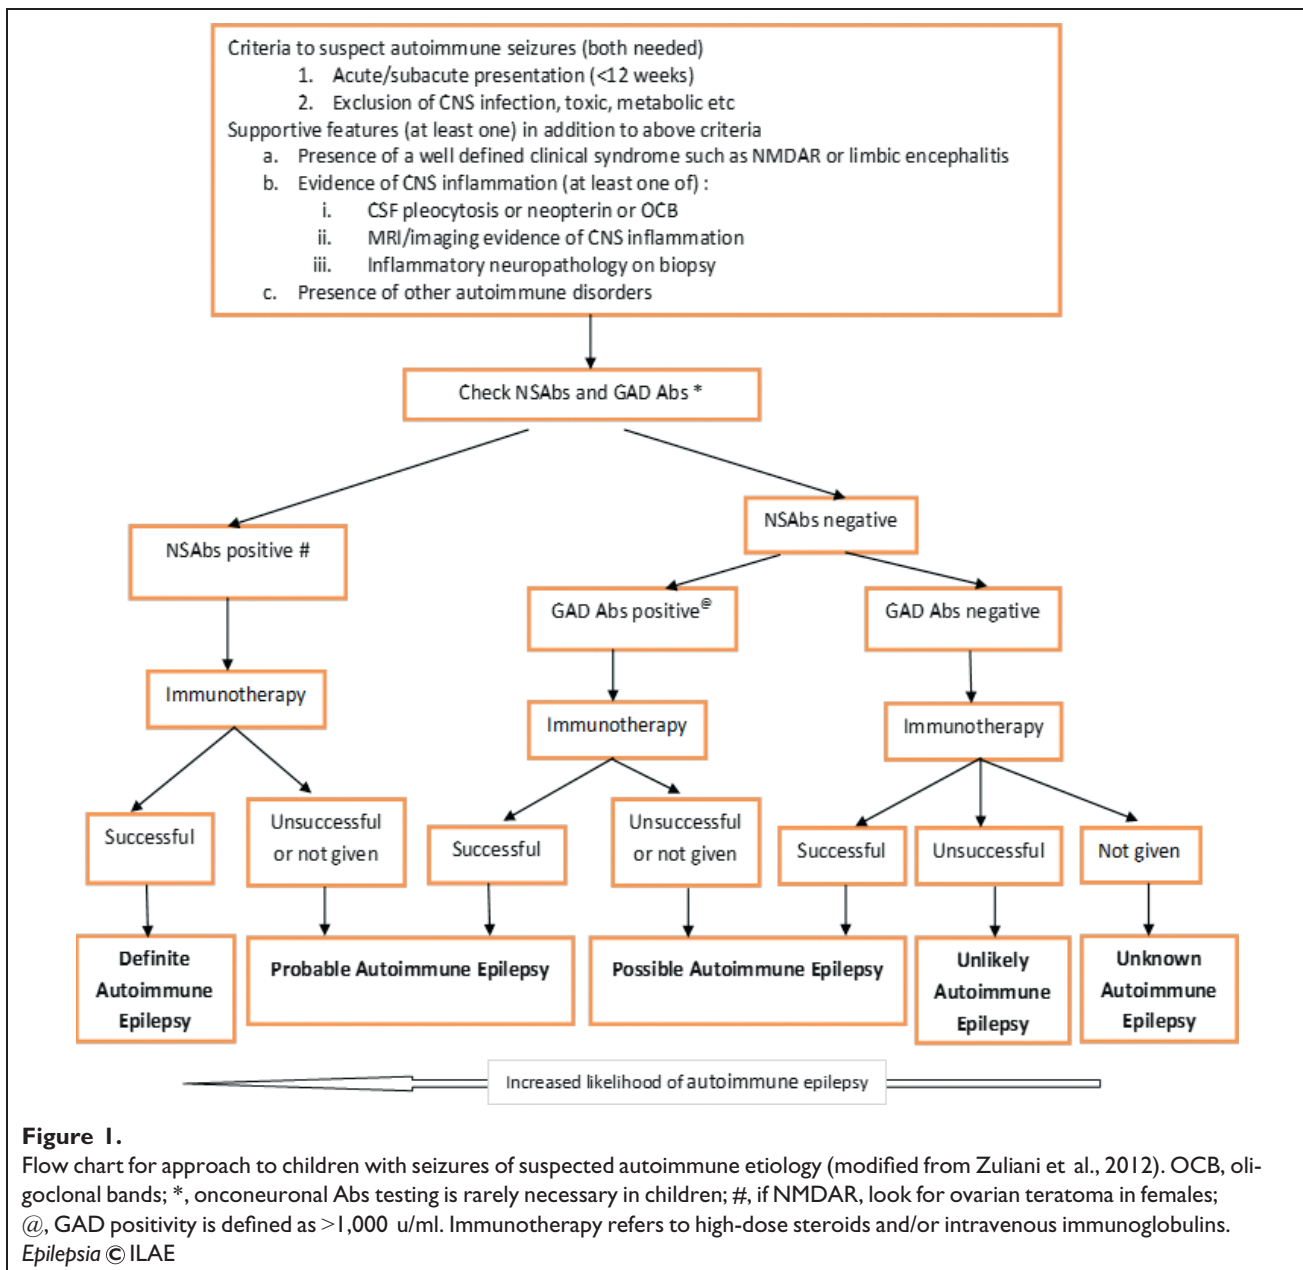 Criteria to suspect autoimmune seizures (both needed)
1. Acute/subacute presentation (<12 weeks)
2. Exclusion of CNS infection, toxic, metabolic etc
Supportive features (at least one) in addition to above criteria
a. Presence of a well defined clinical syndrome such as NMDAR or limbic encephalitis
b. Evidence of CNS inflammation (at least one of) :
i. CSF pleocytosis or neopterin or OCB
ii. MRI/imaging evidence of CNS inflammation
iii. Inflammatory neuropathology on biopsy
c. Presence of other autoimmune disorders
Check NSAbs and GAD Abs *
NSAbs positive #
NSAbs negative
GAD Abs positive@
GAD Abs negative
Immunotherapy
Immunotherapy
Immunotherapy
Successful
Unsuccessful
or not given
Successful
Unsuccessful
or not given
Successful
Unsuccessful
Not given
Definite
Autoimmune
Epilepsy
Probable Autoimmune Epilepsy
Possible Autoimmune Epilepsy
Unlikely
Autoimmune
Epilepsy
Unknown
Autoimmune
Epilepsy
Increased likelihood of autoimmune epilepsy
Figure 1.
Flow chart for approach to children with seizures of suspected autoimmune etiology (modified from Zuliani et al., 2012). OCB, oli-
goclonal bands; *, onconeuronal Abs testing is rarely necessary in children; #, if NMDAR, look for ovarian teratoma in females;
@, GAD positivity is defined as >1,000 u/ml. Immunotherapy refers to high-dose steroids and/or intravenous immunoglobulins.
Epilepsia © ILAE